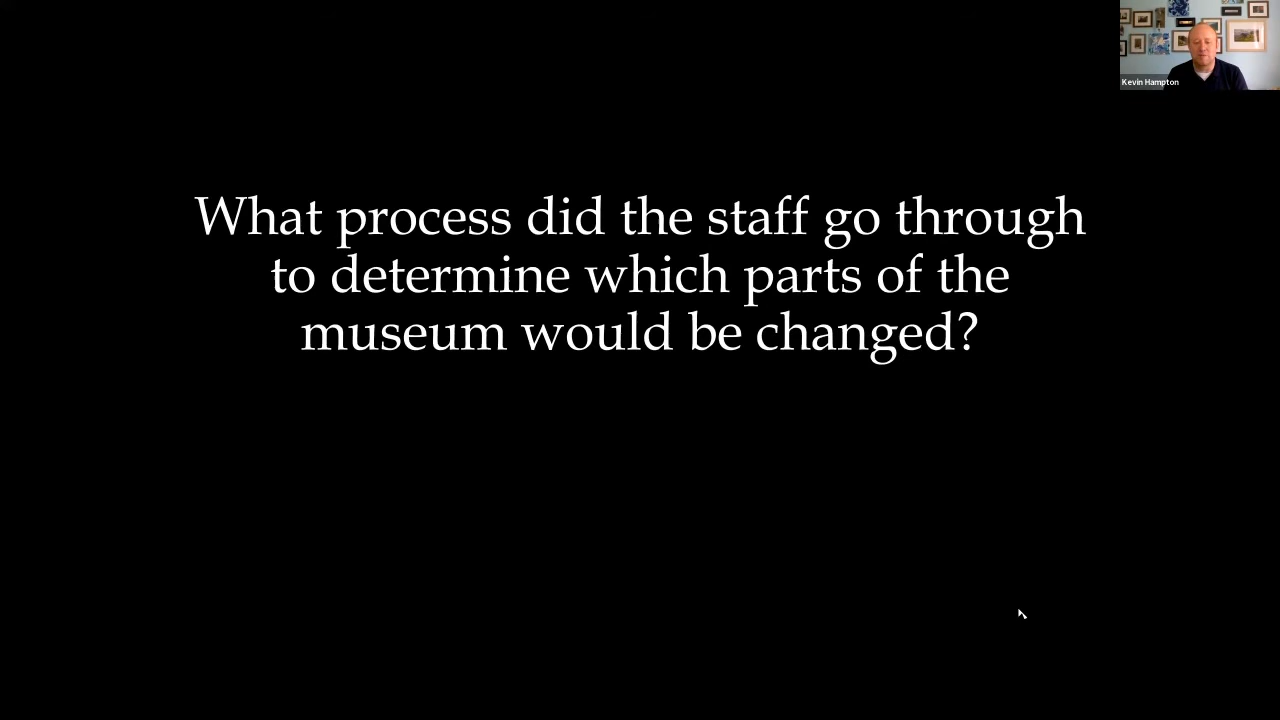 Kevin Hampton
What process did the staff go through
to determine which parts of the
museum would be changed?